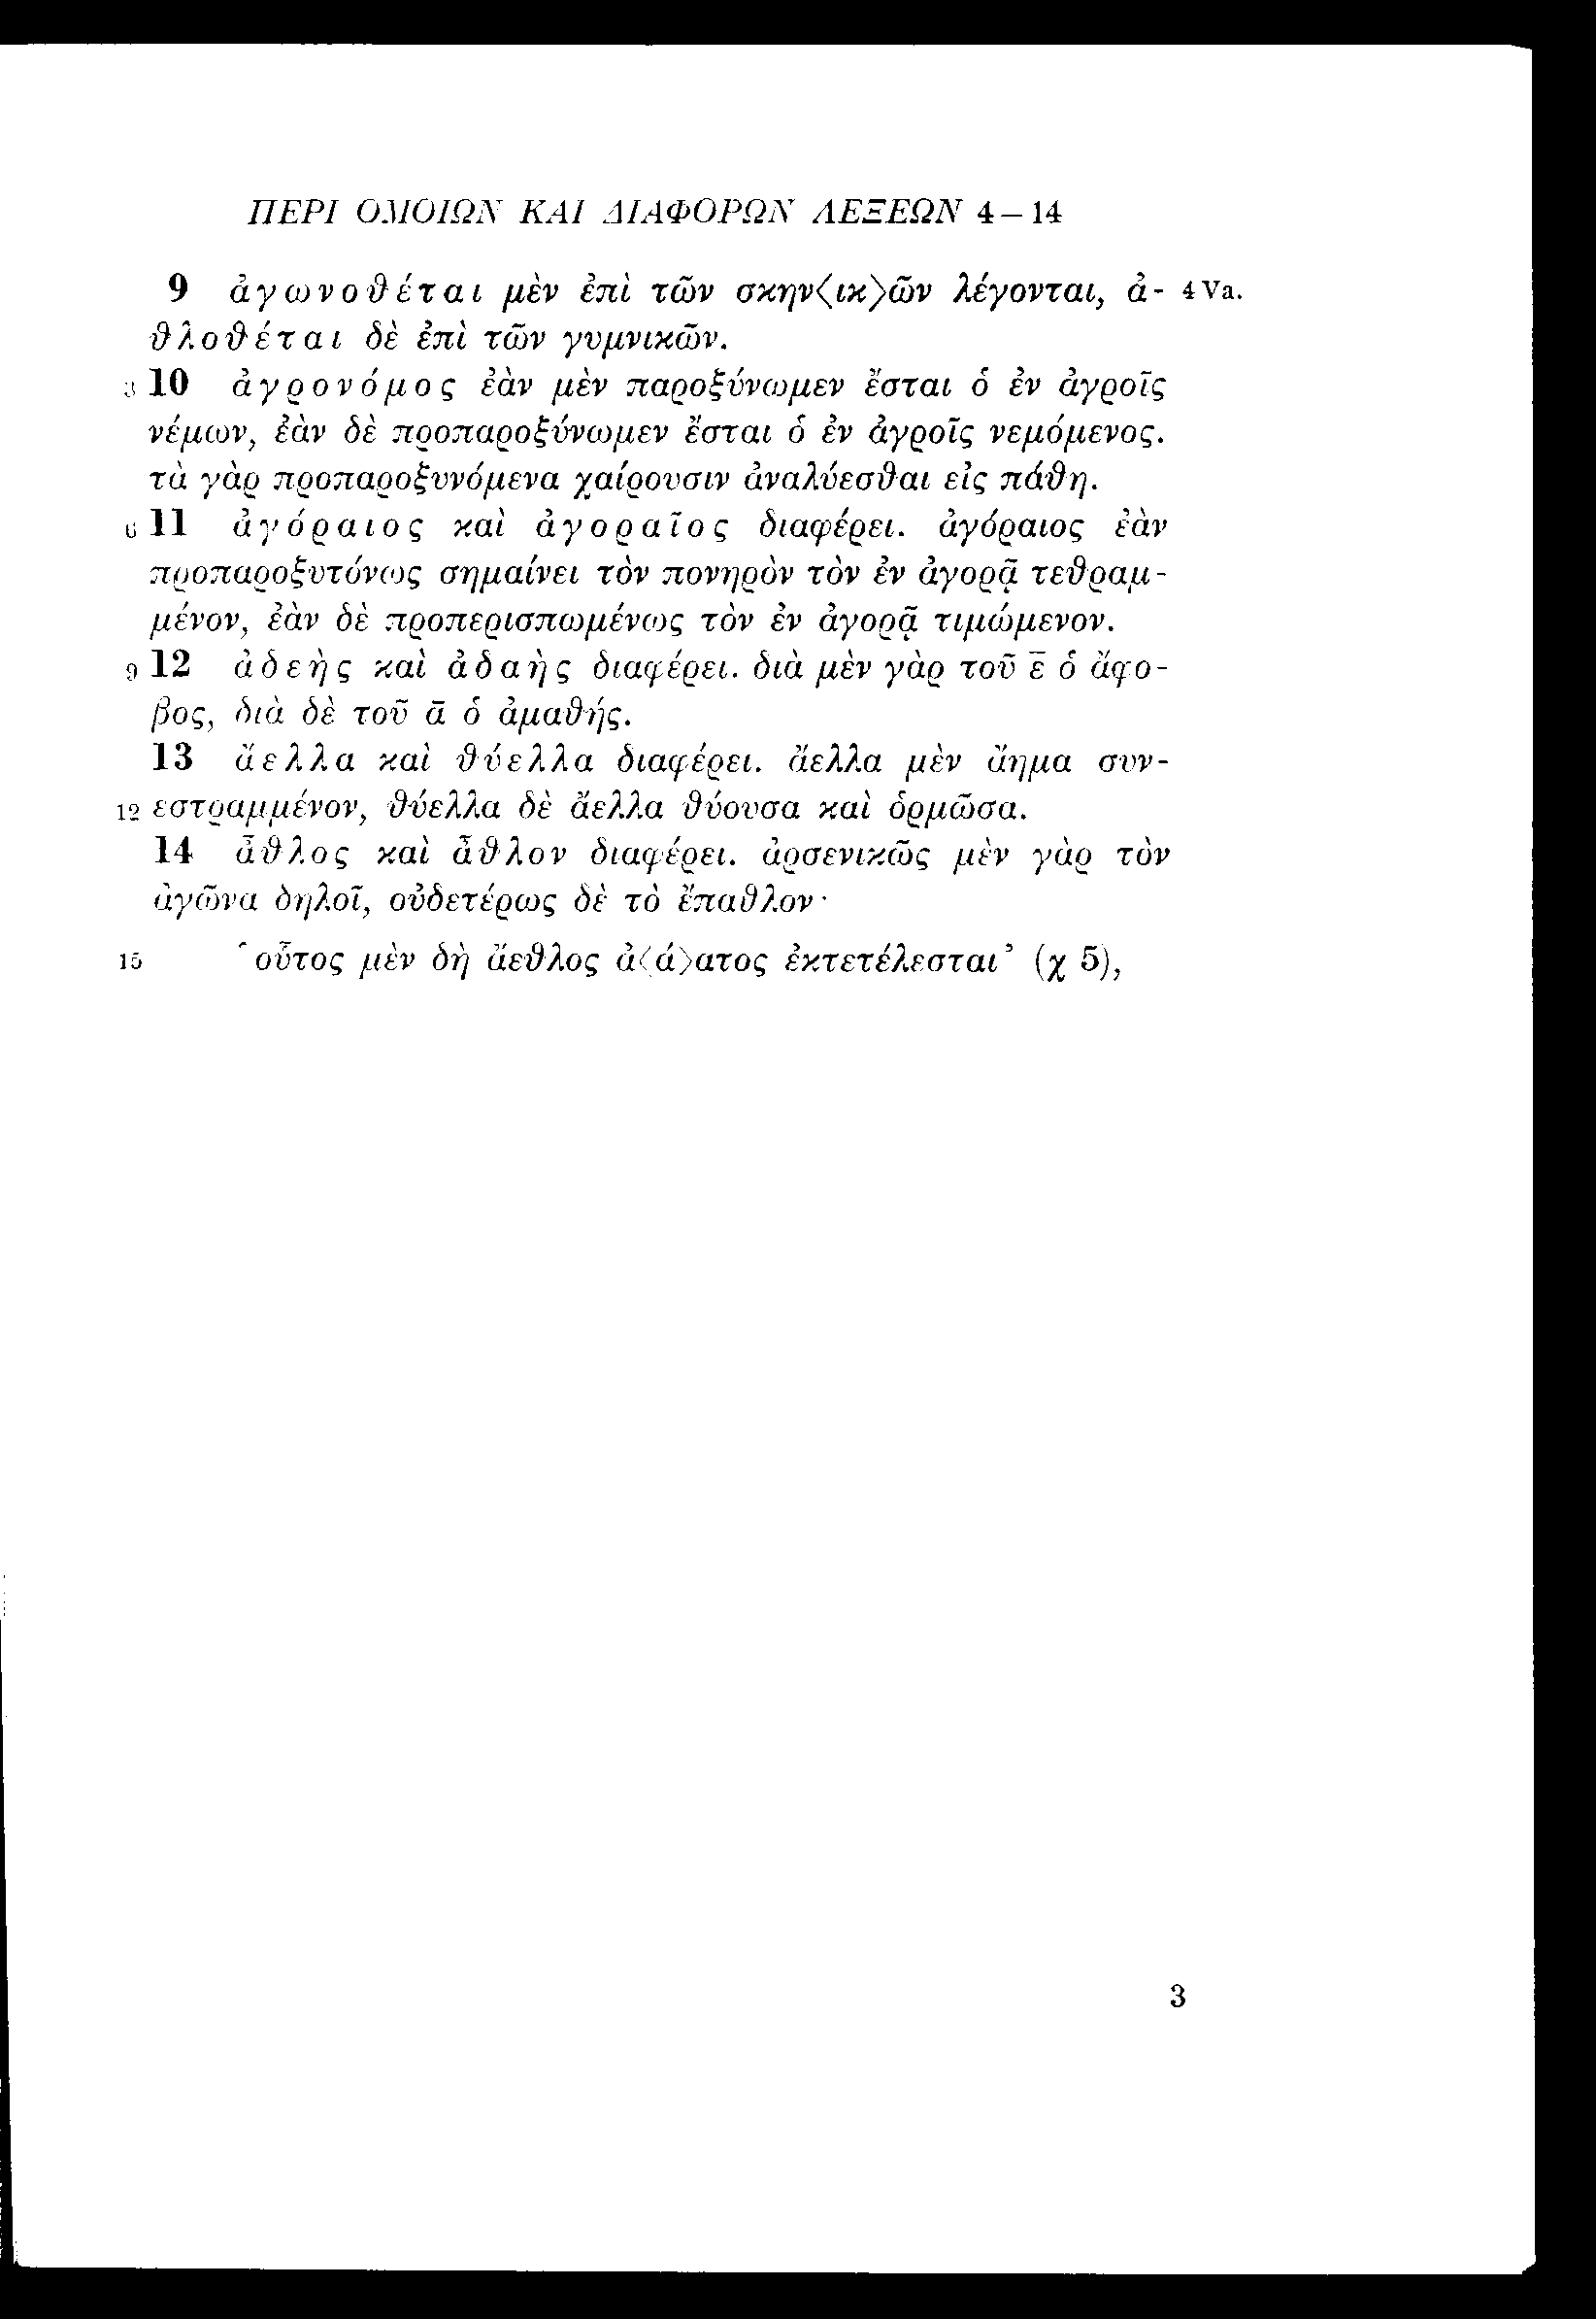 ΠΕΡΙ ΟΜΟΙΩΝ ΚΑΙ ΔΙΑΦΟΡΩΝ ΛΕΞΕΩΝ 4 – 14
9 ἀγωνοθέται μὲν ἐπὶ τῶν σκην⟨ικ⟩ῶν λέγονται, ἀ- 4 Va.
θλοθέται δὲ ἐπὶ τῶν γυμνικῶν.
3 10 ἀγρονόμος ἐὰν μὲν παροξύνωμεν ἔσται ὁ ἐν ἀγροῖς
νέμων, ἐὰν δὲ προπαροξύνωμεν ἔσται ὁ ἐν ἀγροῖς νεμόμενος.
τὰ γὰρ προπαροξυνόμενα χαίρουσιν ἀναλύεσθαι εἰς πάθη.
6 11 ἀγόραιος καὶ ἀγοραῖος διαφέρει. ἀγόραιος ἐὰν
προπαροξυτόνως σημαίνει τὸν πονηρὸν τὸν ἐν ἀγορᾷ τεθραμ-
μένον, ἐὰν δὲ προπερισπωμένως τὸν ἐν ἀγορᾷ τιμώμενον.
9 12 ἀδεὴς καὶ ἀδαὴς διαφέρει. διὰ μὲν γὰρ τοῦ ε̄ ὁ ἄφο-
βος, διὰ δὲ τοῦ ᾱ ὁ ἀμαθής.
13 ἄελλα καὶ θύελλα διαφέρει. ἄελλα μὲν ἄημα συν-
12 εστραμμένον, θύελλα δὲ ἄελλα θύουσα καὶ ὁρμῶσα.
14 ἆθλος καὶ ἆθλον διαφέρει. ἀρσενικῶς μὲν γὰρ τὸν
ἀγῶνα δηλοῖ, οὐδετέρως δὲ τὸ ἔπαθλον·
15 ‘οὗτος μὲν δὴ ἄεθλος ἀ⟨ά⟩ατος ἐκτετέλεσται’ (χ 5),
3